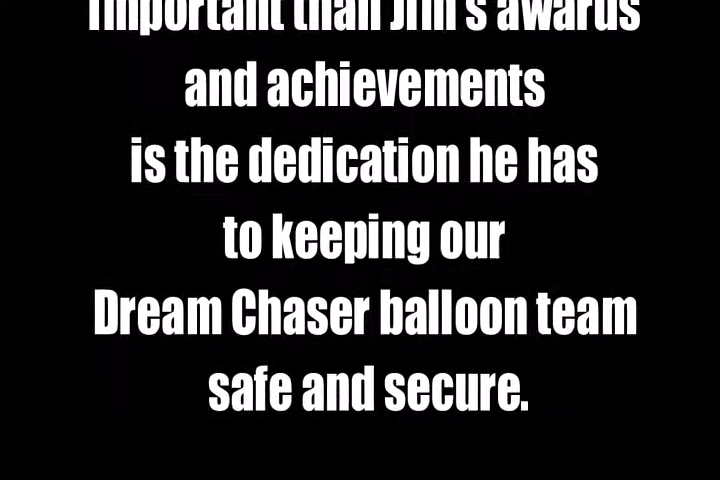 important than Jim's awards
and achievements
is the dedication he has
to keeping our
Dream Chaser balloon team
safe and secure.